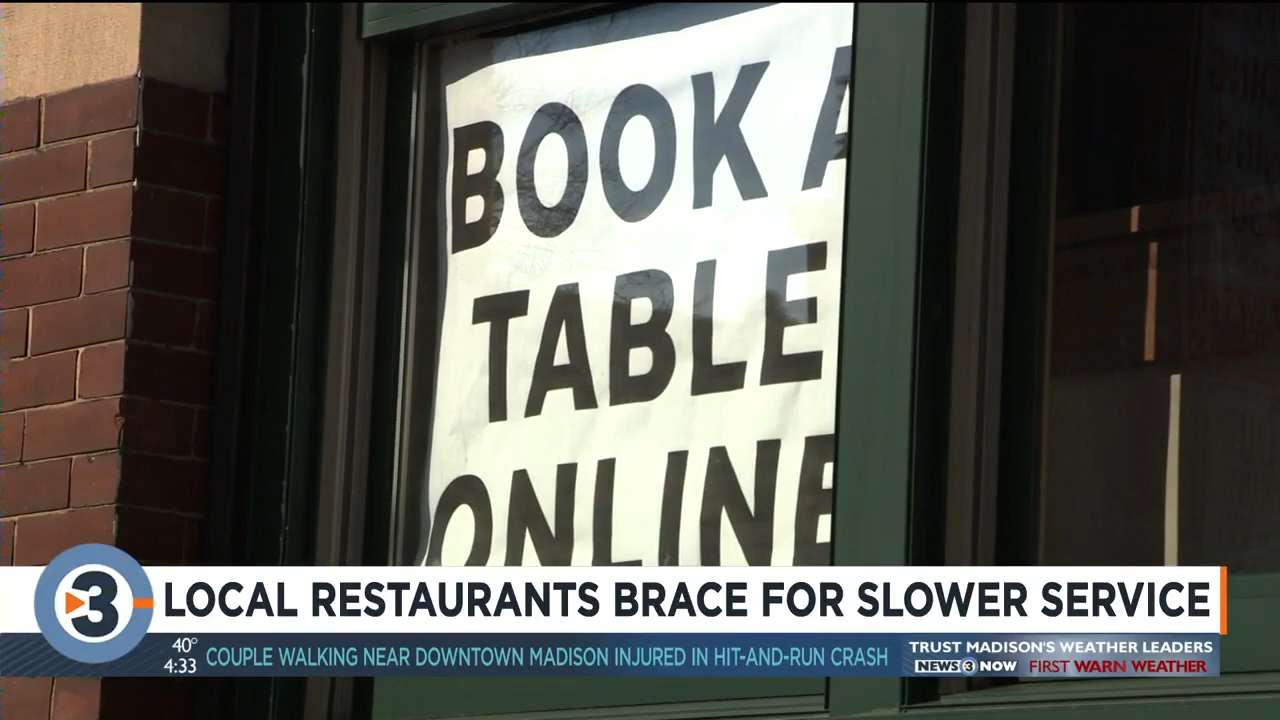 BOOK A
TABLE
ONLINE
3 LOCAL RESTAURANTS BRACE FOR SLOWER SERVICE
40°
4:33
COUPLE WALKING NEAR DOWNTOWN MADISON INJURED IN HIT-AND-RUN CRASH
TRUST MADISON'S WEATHER LEADERS
NEWS 3 NOW FIRST WARN WEATHER